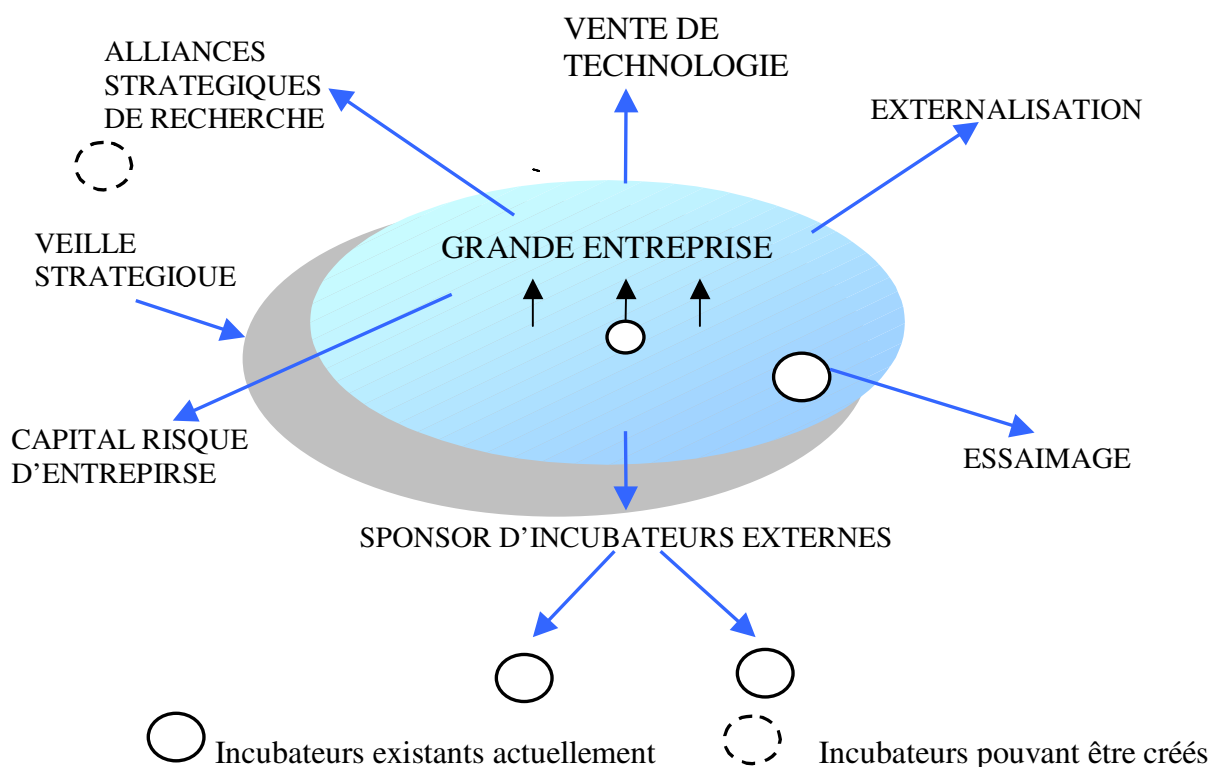 ALLIANCES
STRATEGIQUES
DE RECHERCHE
VENTE DE
TECHNOLOGIE
EXTERNALISATION
VEILLE
STRATEGIQUE
GRANDE ENTREPRISE
CAPITAL RISQUE
D'ENTREPIRSE
ESSAIMAGE
SPONSOR D’INCUBATEURS EXTERNES
Incubateurs existants actuellement
Incubateurs pouvant être créés